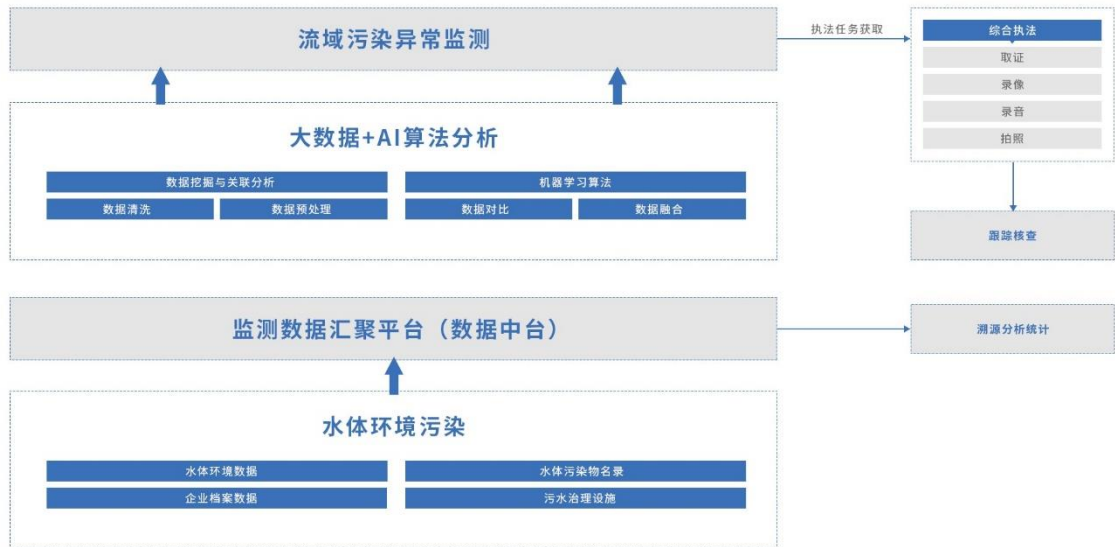 流域污染异常监测
执法任务获取
综合执法
取证
录像
录音
拍照
大数据+AI算法分析
数据挖掘与关联分析
机器学习算法
数据清洗
数据预处理
数据对比
数据融合
跟踪核查
监测数据汇聚平台（数据中台）
溯源分析统计
水体环境污染
水体环境数据
水体污染物名录
企业档案数据
污水治理设施